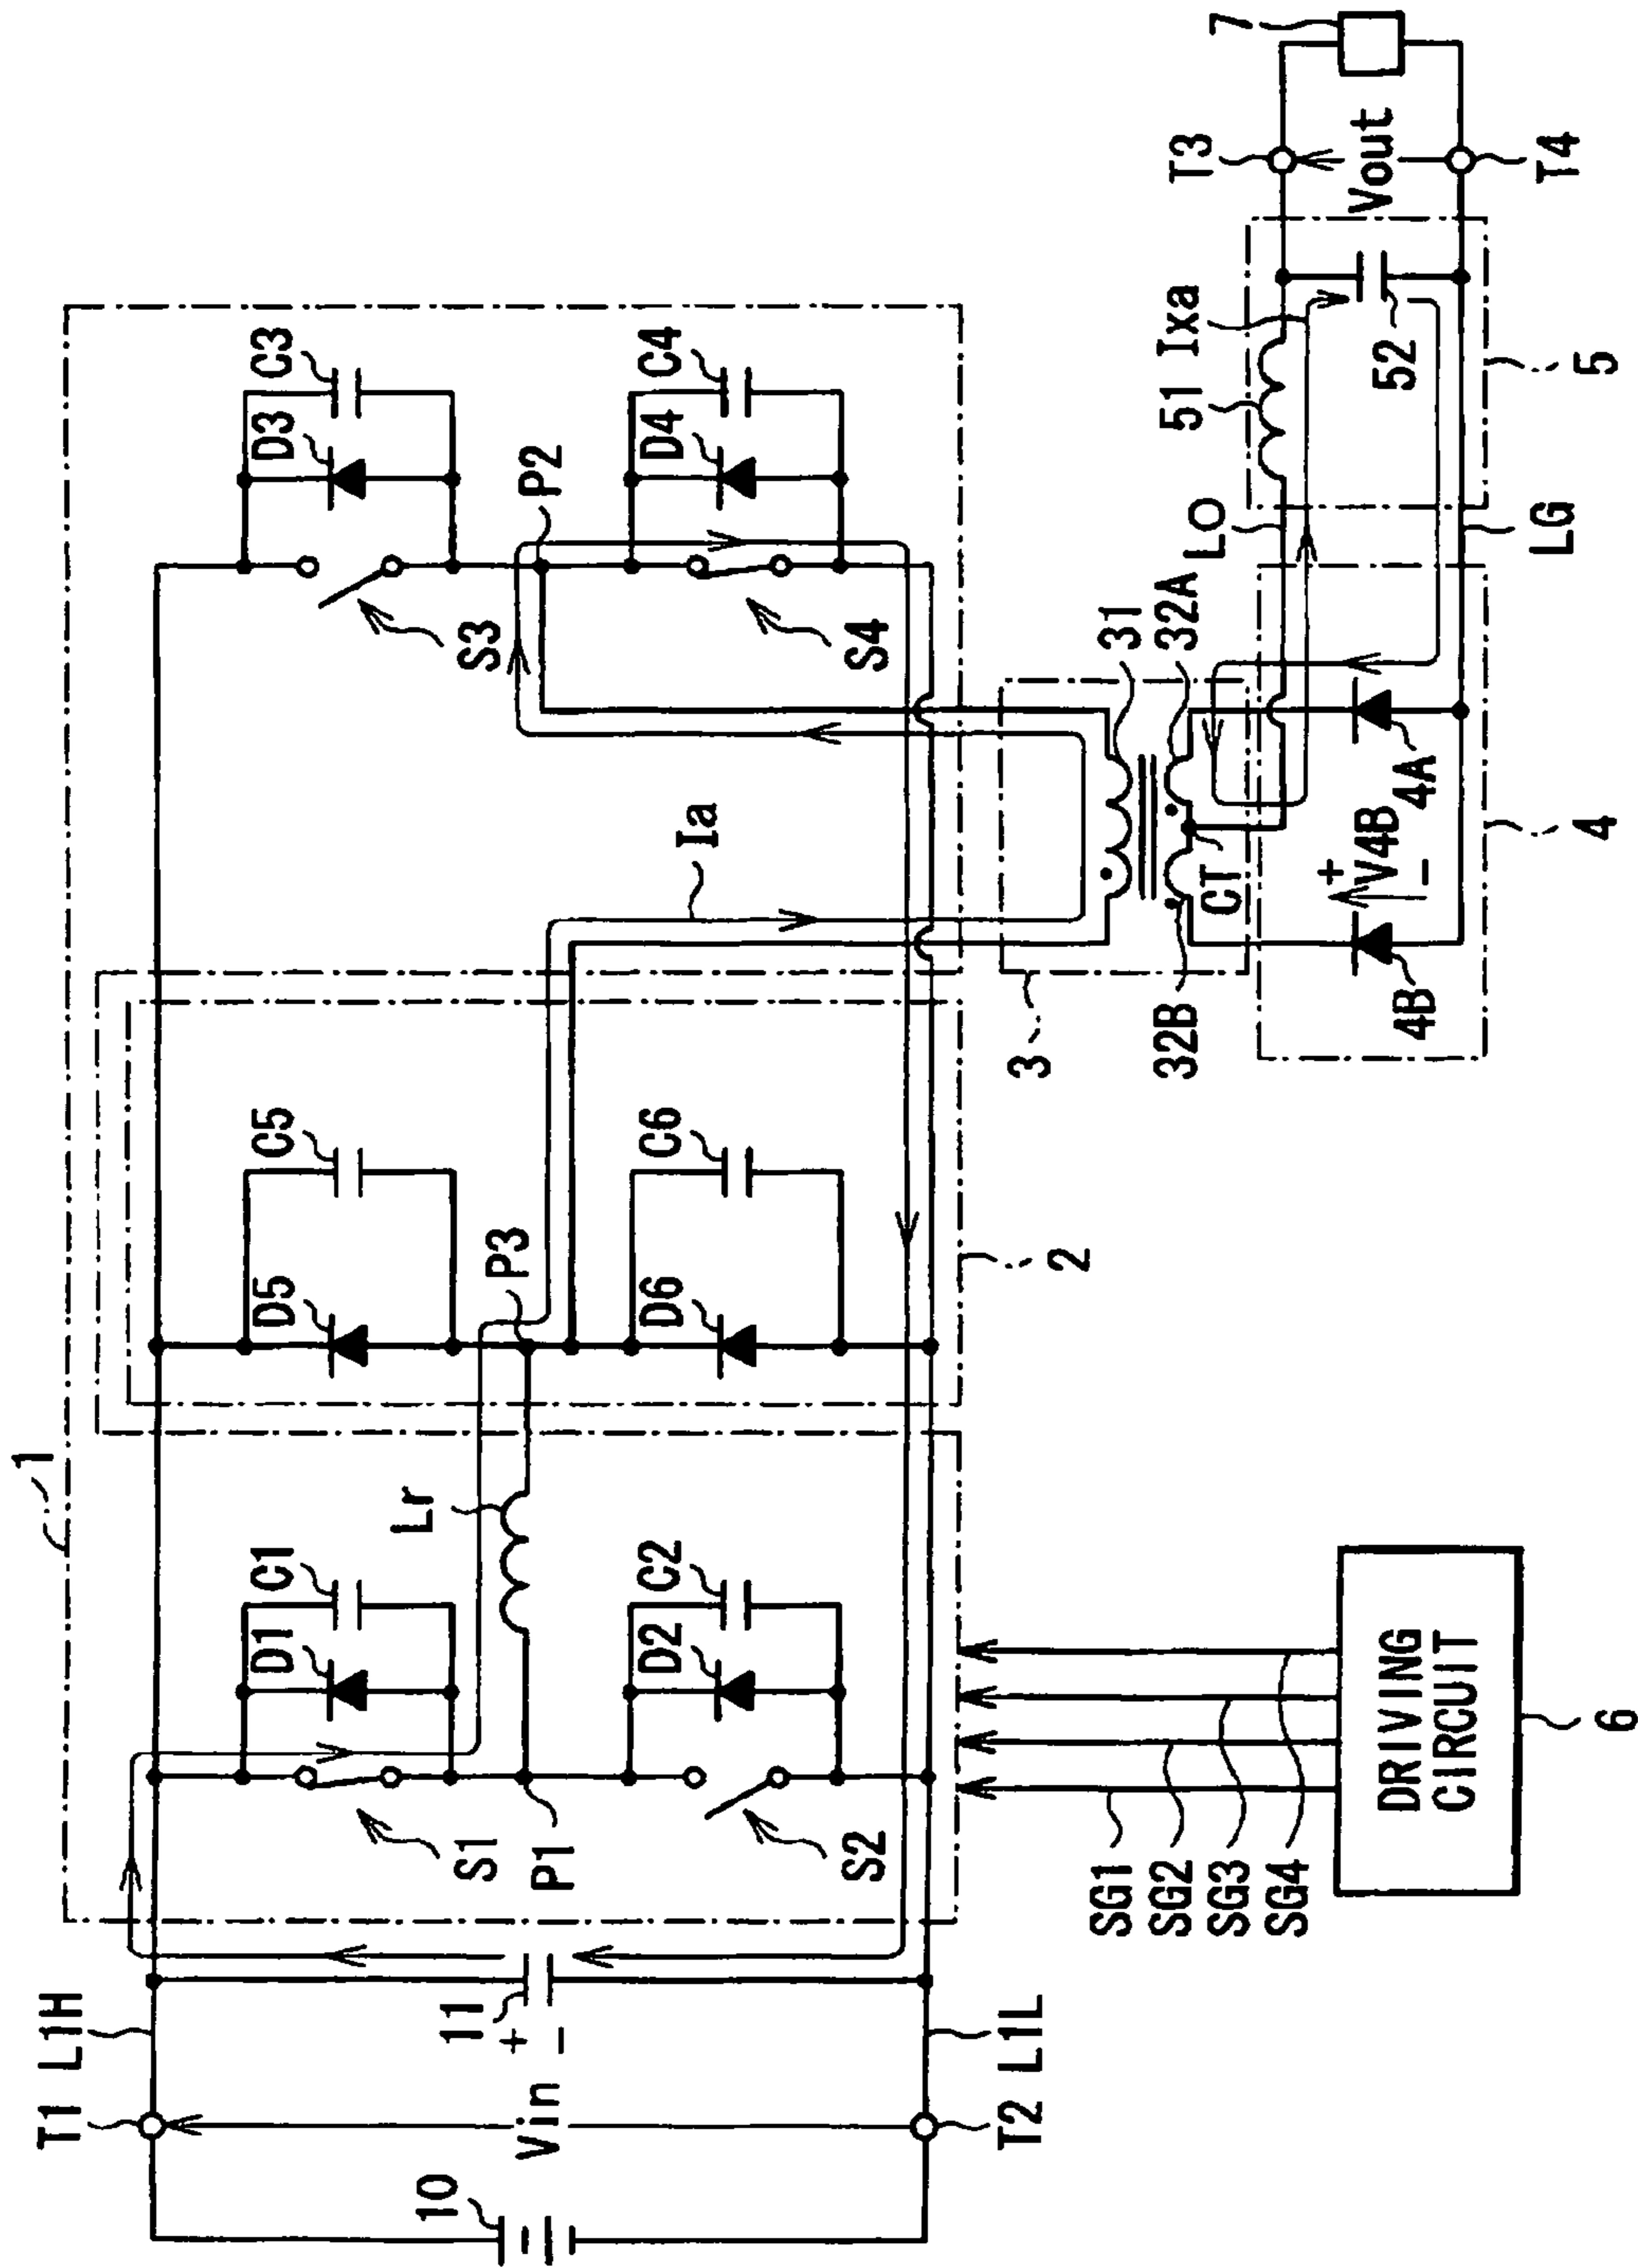 1
T1
L1H
10
Vin
+
-
11
T2
L1L
S1
D1
C1
Lr
P1
S2
D2
C2
D5
C5
P3
D6
C6
2
D3
C3
S3
P2
D4
C4
S4
Ia
SG1
SG2
SG3
SG4
DRIVING
CIRCUIT
6
3
31
32A
32B
CT
LO
51
Ixa
52
5
T3
Vout
T4
7
4B
+
V4B
-
4A
4
LG